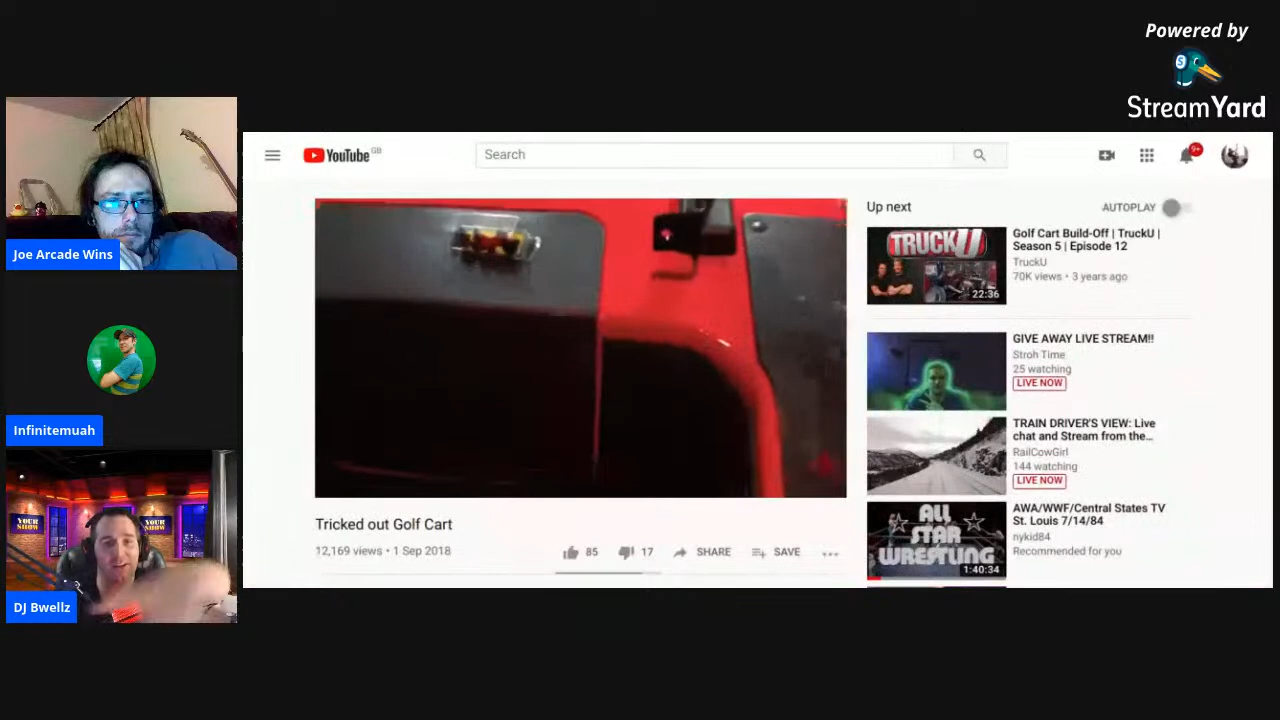 Powered by
StreamYard
Joe Arcade Wins
Infinitemuah
YOUR SHOW
YOUR SHOW
DJ Bwellz
YouTube GB
Search
9+
Tricked out Golf Cart
12,169 views • 1 Sep 2018
85
17
SHARE
SAVE
Up next
AUTOPLAY
TRUCKU
22:36
Golf Cart Build-Off | TruckU |
Season 5 | Episode 12
TruckU
70K views • 3 years ago
GIVE AWAY LIVE STREAM!!
Stroh Time
25 watching
LIVE NOW
TRAIN DRIVER'S VIEW: Live
chat and Stream from the...
RailCowGirl
144 watching
LIVE NOW
ALL
STAR
WRESTLING
1:40:34
AWA/WWF/Central States TV
St. Louis 7/14/84
nykid84
Recommended for you